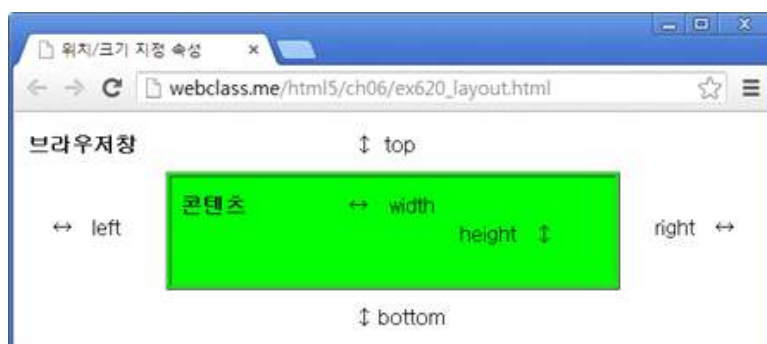 위치/크기 지정 속성 ×
webclass.me/html5/ch06/ex620_layout.html
브라우저창 ↕ top
콘텐츠 ↔ width
↔ left
height ↕
right ↔
↕ bottom